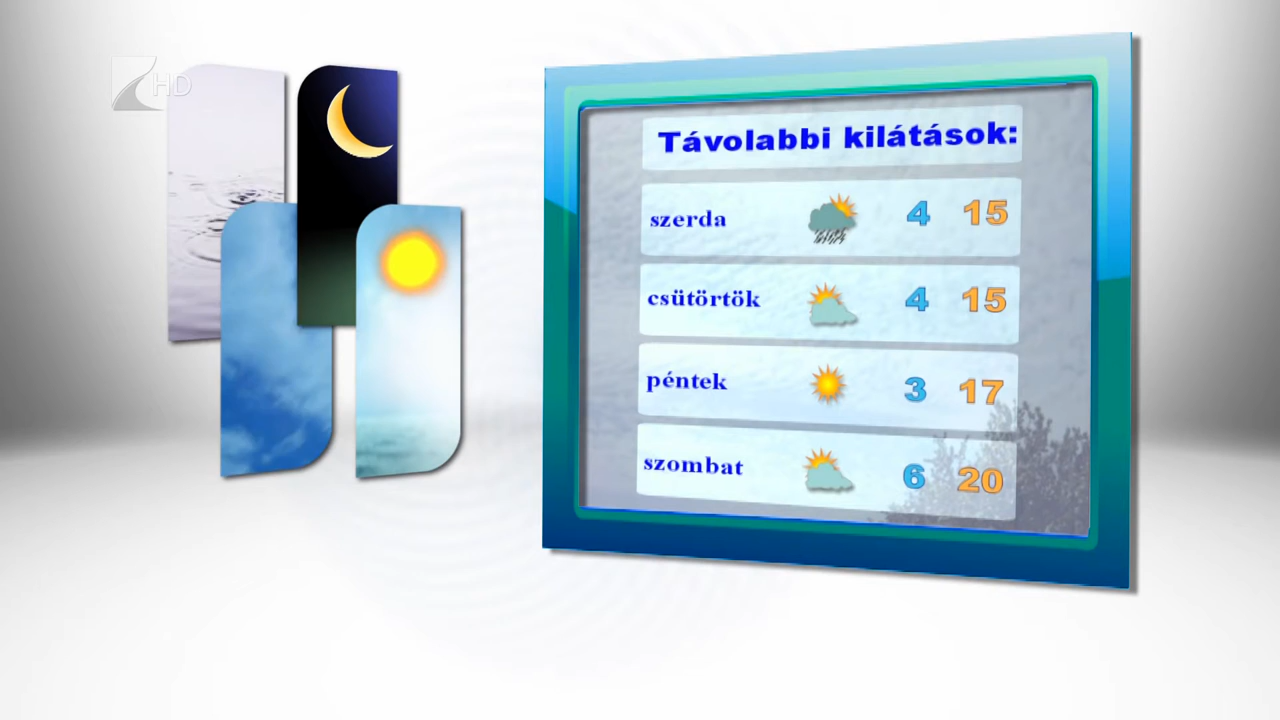 HD
Távolabbi kilátások:
szerda 4 15
csütörtök 4 15
péntek 3 17
szombat 6 20